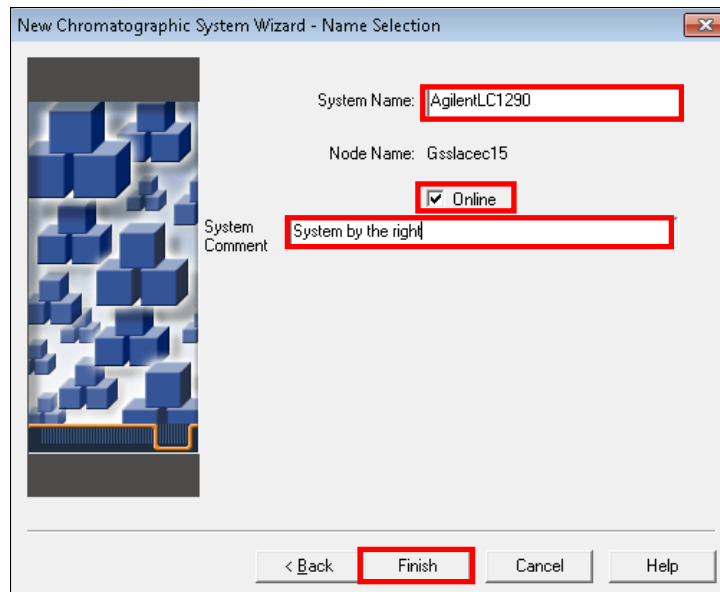 New Chromatographic System Wizard - Name Selection
System Name: AgilentLC1290
Node Name: Gsslacec15
Online
System Comment
System by the right
< Back
Finish
Cancel
Help